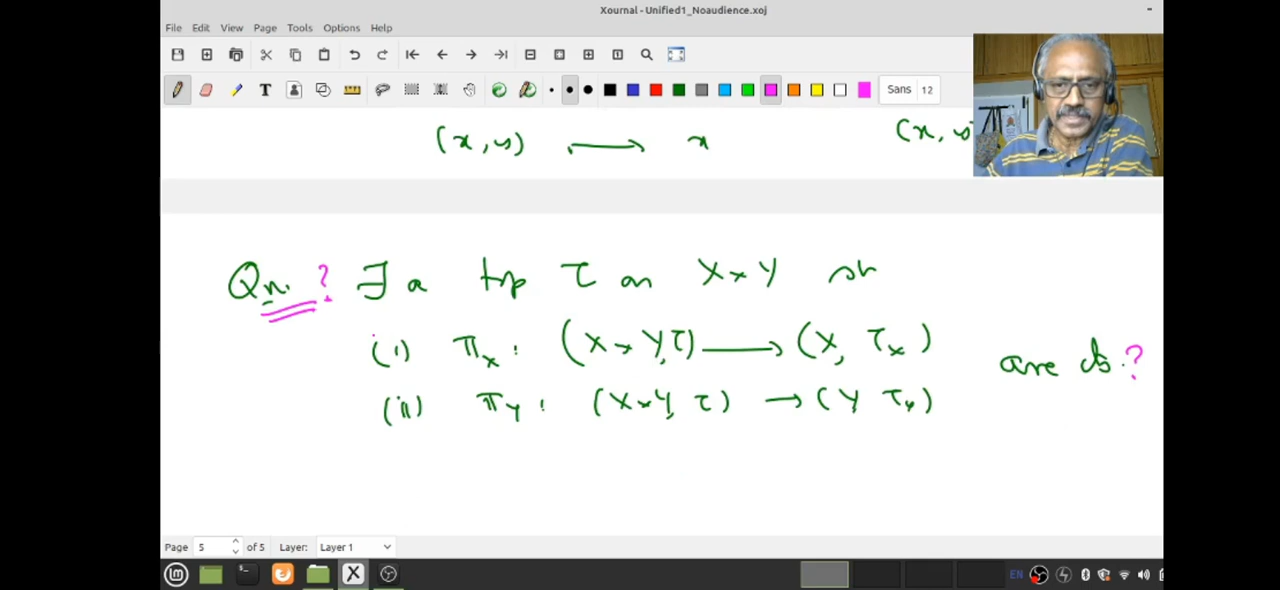 Xournal - Unified1_Noaudience.xoj
File Edit View Page Tools Options Help
Sans 12
(x, y) ⟼ x (x, y)
Qn. ? ∃ a top τ on X × Y st
(i) π_X : (X × Y, τ) ⟶ (X, τ_X)
are cts. ?
(ii) π_Y : (X × Y, τ) → (Y, τ_Y)
Page 5 of 5 Layer: Layer 1
EN